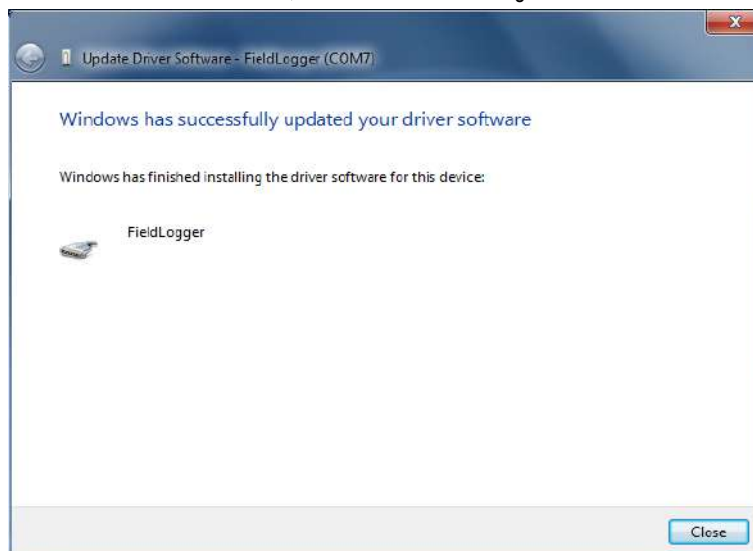 Update Driver Software - FieldLogger (COM7)
Windows has successfully updated your driver software
Windows has finished installing the driver software for this device:
FieldLogger
Close